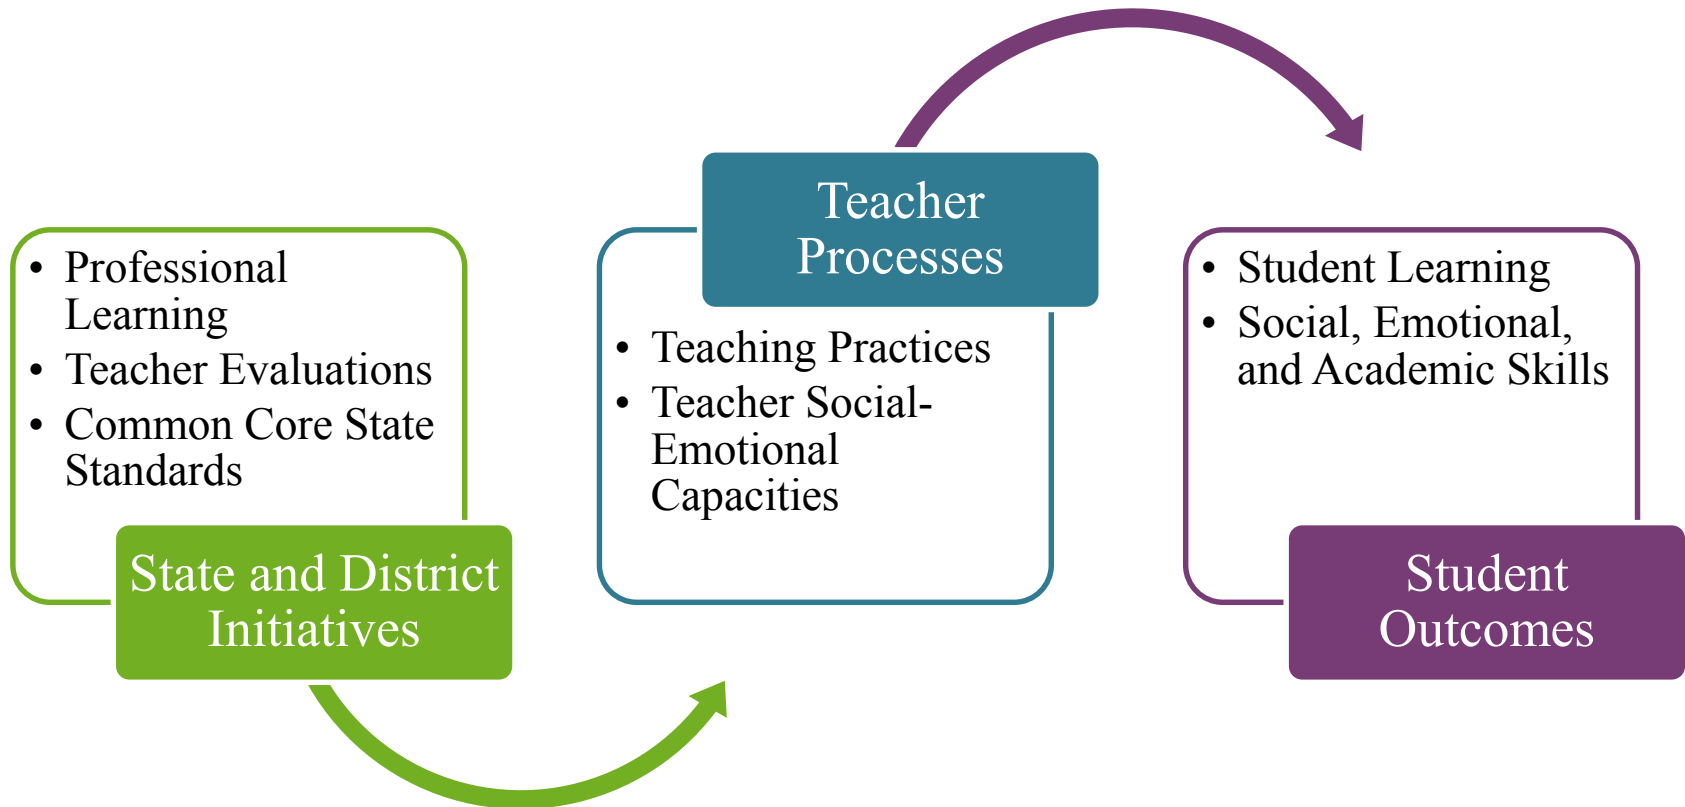 • Professional
Learning
• Teacher Evaluations
• Common Core State
Standards
State and District
Initiatives
Teacher
Processes
• Teaching Practices
• Teacher Social-
Emotional
Capacities
• Student Learning
• Social, Emotional,
and Academic Skills
Student
Outcomes